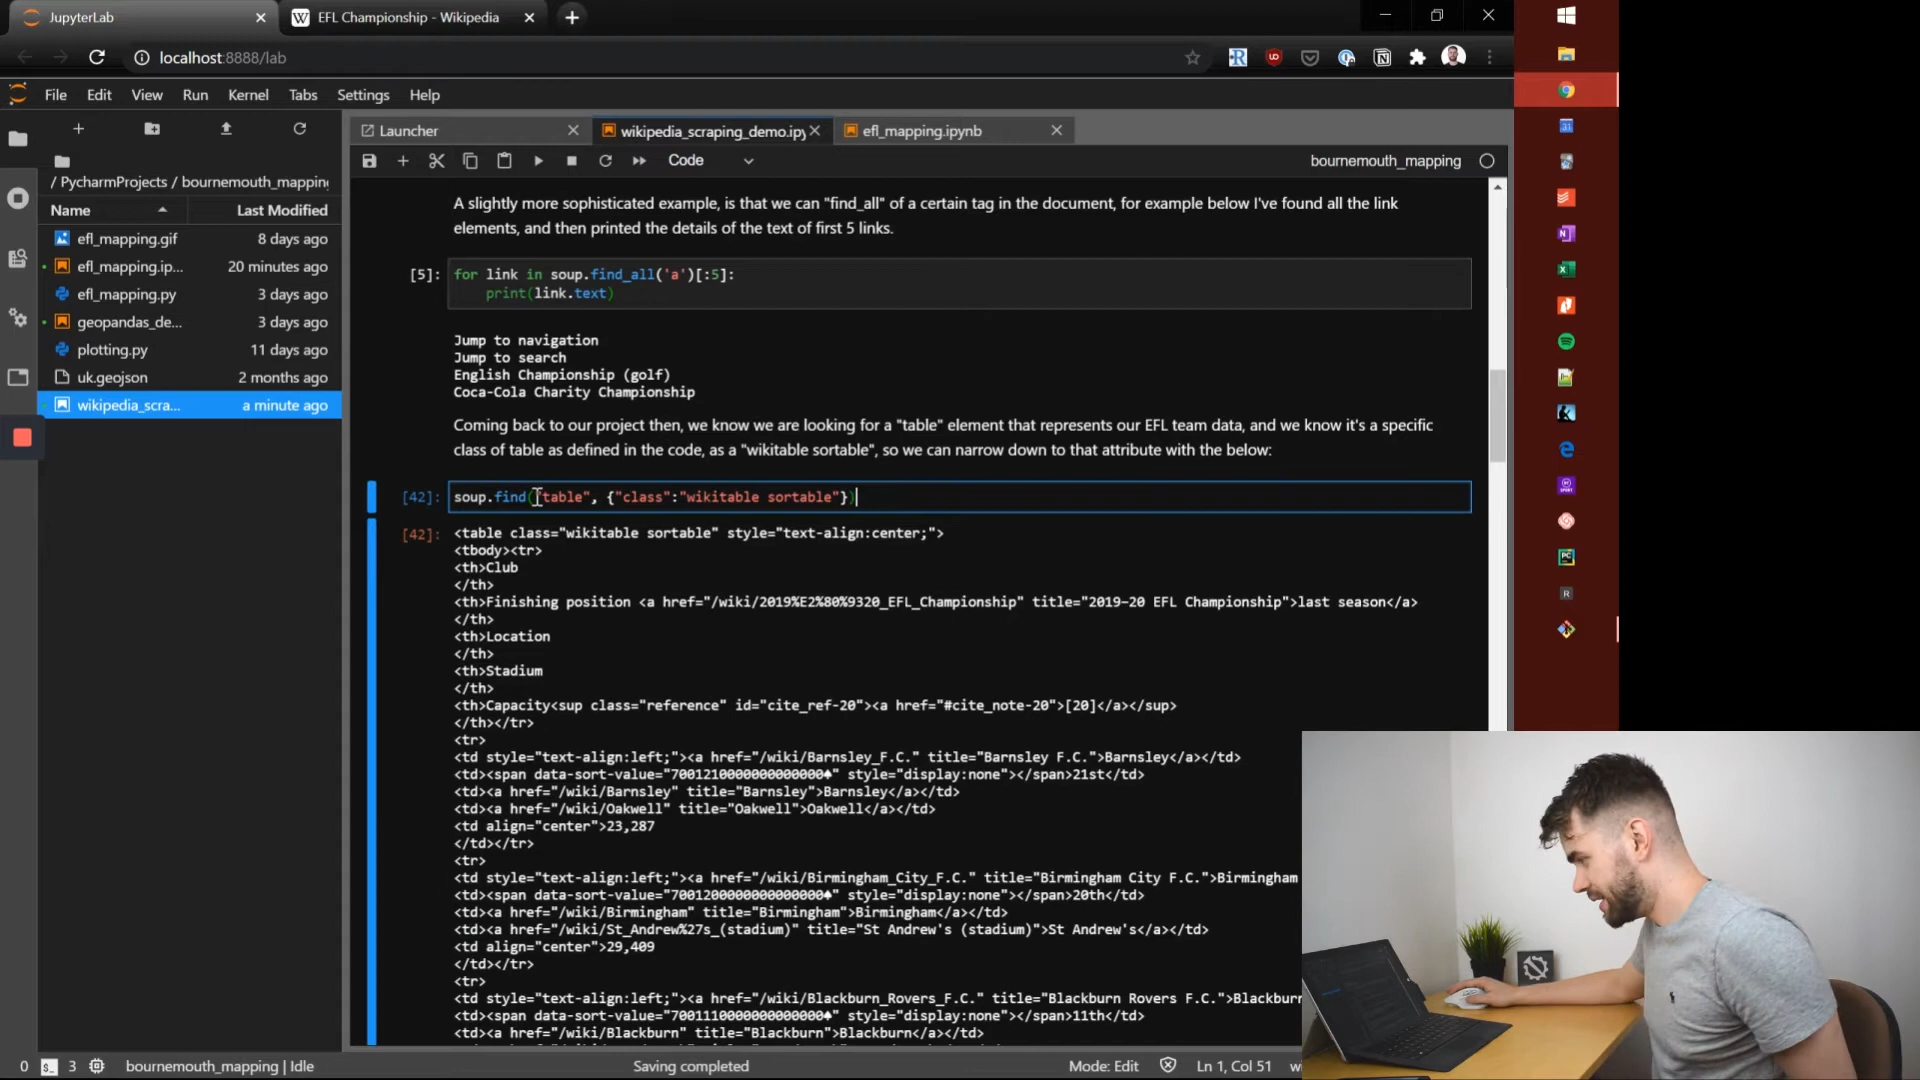 JupyterLab
EFL Championship - Wikipedia
localhost:8888/lab
File Edit View Run Kernel Tabs Settings Help
Launcher
wikipedia_scraping_demo.ipy
efl_mapping.ipynb
Code
bournemouth_mapping
/ PycharmProjects / bournemouth_mapping
Name Last Modified
efl_mapping.gif 8 days ago
efl_mapping.ip... 20 minutes ago
efl_mapping.py 3 days ago
geopandas_de... 3 days ago
plotting.py 11 days ago
uk.geojson 2 months ago
wikipedia_scra... a minute ago
A slightly more sophisticated example, is that we can "find_all" of a certain tag in the document, for example below I've found all the link
elements, and then printed the details of the text of first 5 links.
[5]: for link in soup.find_all('a')[:5]:
print(link.text)
Jump to navigation
Jump to search
English Championship (golf)
Coca-Cola Charity Championship
Coming back to our project then, we know we are looking for a "table" element that represents our EFL team data, and we know it's a specific
class of table as defined in the code, as a "wikitable sortable", so we can narrow down to that attribute with the below:
[42]: soup.find("table", {"class":"wikitable sortable"})
[42]: <table class="wikitable sortable" style="text-align:center;">
<tbody><tr>
<th>Club
</th>
<th>Finishing position <a href="/wiki/2019%E2%80%9320_EFL_Championship" title="2019–20 EFL Championship">last season</a>
</th>
<th>Location
</th>
<th>Stadium
</th>
<th>Capacity<sup class="reference" id="cite_ref-20"><a href="#cite_note-20">[20]</a></sup>
</th></tr>
<tr>
<td style="text-align:left;"><a href="/wiki/Barnsley_F.C." title="Barnsley F.C.">Barnsley</a></td>
<td><span data-sort-value="7001210000000000000♠" style="display:none"></span>21st</td>
<td><a href="/wiki/Barnsley" title="Barnsley">Barnsley</a></td>
<td><a href="/wiki/Oakwell" title="Oakwell">Oakwell</a></td>
<td align="center">23,287
</td></tr>
<tr>
<td style="text-align:left;"><a href="/wiki/Birmingham_City_F.C." title="Birmingham City F.C.">Birmingham
<td><span data-sort-value="7001200000000000000♠" style="display:none"></span>20th</td>
<td><a href="/wiki/Birmingham" title="Birmingham">Birmingham</a></td>
<td><a href="/wiki/St_Andrew%27s_(stadium)" title="St Andrew's (stadium)">St Andrew's</a></td>
<td align="center">29,409
</td></tr>
<tr>
<td style="text-align:left;"><a href="/wiki/Blackburn_Rovers_F.C." title="Blackburn Rovers F.C.">Blackburn
<td><span data-sort-value="7001110000000000000♠" style="display:none"></span>11th</td>
<td><a href="/wiki/Blackburn" title="Blackburn">Blackburn</a></td>
0 3 bournemouth_mapping | Idle
Saving completed
Mode: Edit Ln 1, Col 51